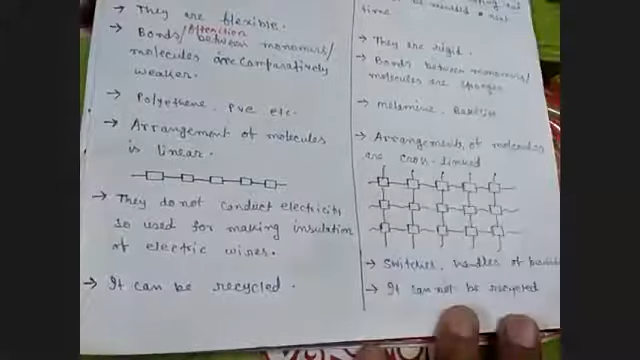 → They are flexible.
→ Bonds/Attraction
between monomers/
molecules are comparatively
weaker.
→ Polyethene, PVC etc.
→ Arrangement of molecules
is linear.
→ They do not conduct electricity
so used for making insulation
of electric wires.
→ It can be recycled.
time
→ They are rigid.
→ Bonds between monomers/
molecules are stronger
→ melamine, Bakelite
→ Arrangements of molecules
are cross-linked
→ Switches, handles of
→ It can not be recycled